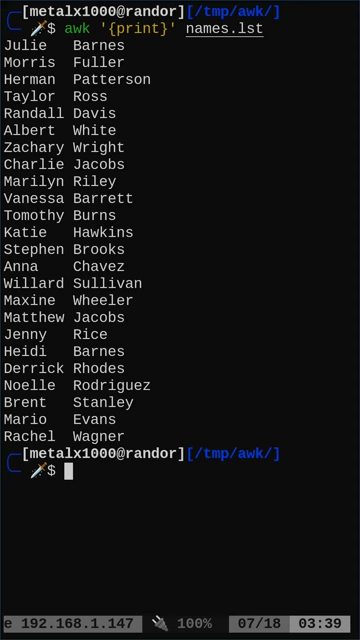 [metalx1000@randor][/tmp/awk/]
$ awk '{print}' names.lst
Julie Barnes
Morris Fuller
Herman Patterson
Taylor Ross
Randall Davis
Albert White
Zachary Wright
Charlie Jacobs
Marilyn Riley
Vanessa Barrett
Tomothy Burns
Katie Hawkins
Stephen Brooks
Anna Chavez
Willard Sullivan
Maxine Wheeler
Matthew Jacobs
Jenny Rice
Heidi Barnes
Derrick Rhodes
Noelle Rodriguez
Brent Stanley
Mario Evans
Rachel Wagner
[metalx1000@randor][/tmp/awk/]
$
e 192.168.1.147 100% 07/18 03:39